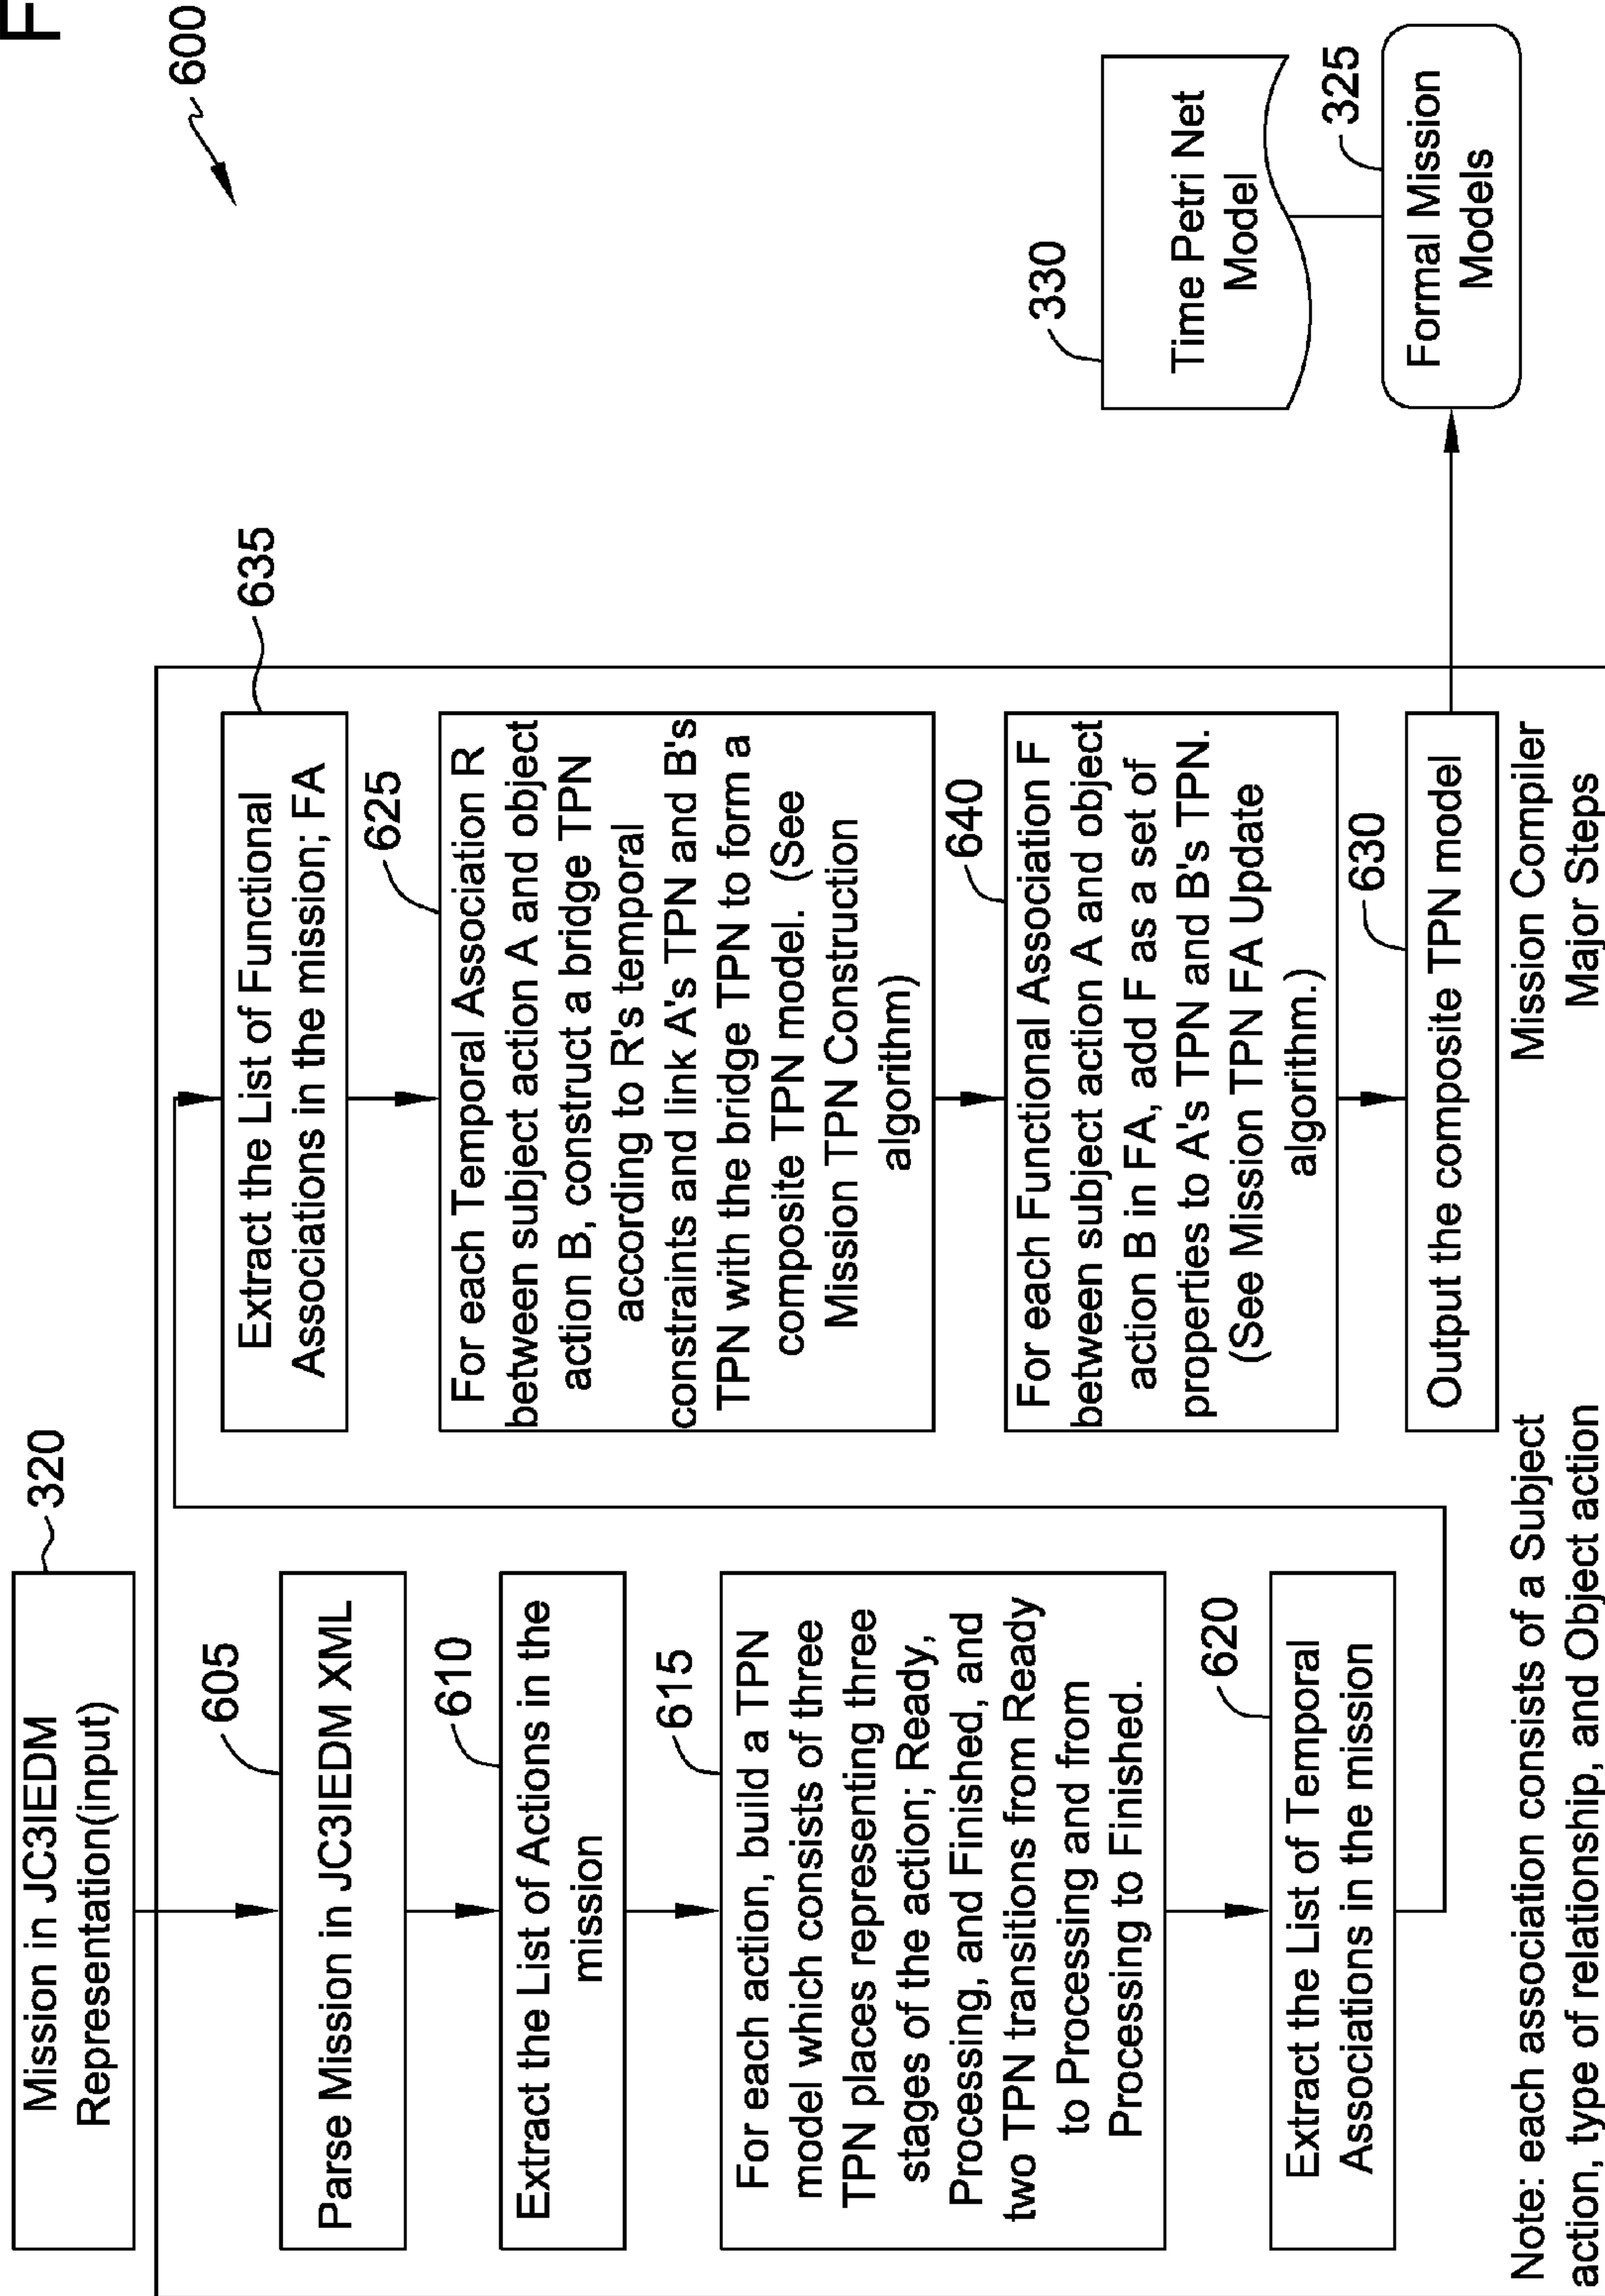 F
600
Mission in JC3IEDM
Representation(input)
320
605
Parse Mission in JC3IEDM XML
610
Extract the List of Actions in the
mission
615
For each action, build a TPN
model which consists of three
TPN places representing three
stages of the action; Ready,
Processing, and Finished, and
two TPN transitions from Ready
to Processing and from
Processing to Finished.
620
Extract the List of Temporal
Associations in the mission
635
Extract the List of Functional
Associations in the mission; FA
625
For each Temporal Association R
between subject action A and object
action B, construct a bridge TPN
according to R's temporal
constraints and link A's TPN and B's
TPN with the bridge TPN to form a
composite TPN model. (See
Mission TPN Construction
algorithm)
640
For each Functional Association F
between subject action A and object
action B in FA, add F as a set of
properties to A's TPN and B's TPN.
(See Mission TPN FA Update
algorithm.)
630
Output the composite TPN model
Mission Compiler
Major Steps
330
Time Petri Net
Model
325
Formal Mission
Models
Note: each association consists of a Subject
action, type of relationship, and Object action